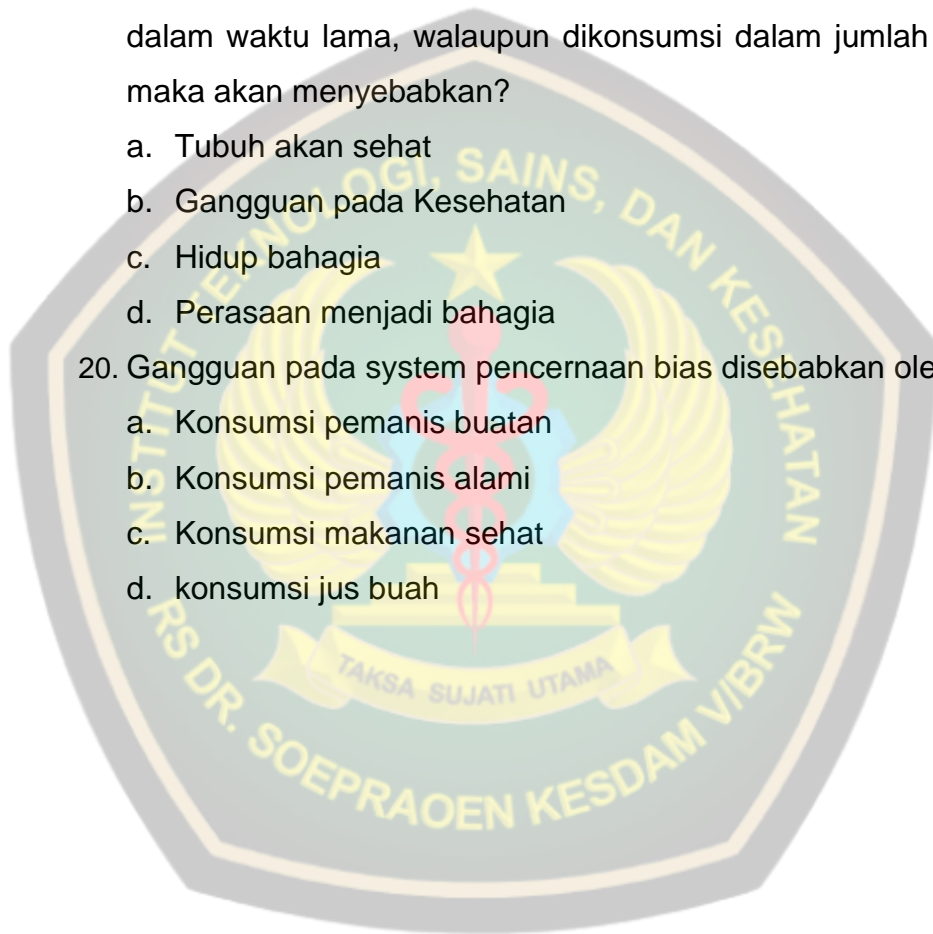 dalam waktu lama, walaupun dikonsumsi dalam jumlah
maka akan menyebabkan?
a. Tubuh akan sehat
b. Gangguan pada Kesehatan
c. Hidup bahagia
d. Perasaan menjadi bahagia
20. Gangguan pada system pencernaan bias disebabkan ole
a. Konsumsi pemanis buatan
b. Konsumsi pemanis alami
c. Konsumsi makanan sehat
d. konsumsi jus buah
INSTITUT TEKNOLOGI, SAINS, DAN KESEHATAN
TAKSA SUJATI UTAMA
RS DR. SOEPRAOEN KESDAM V/BRW